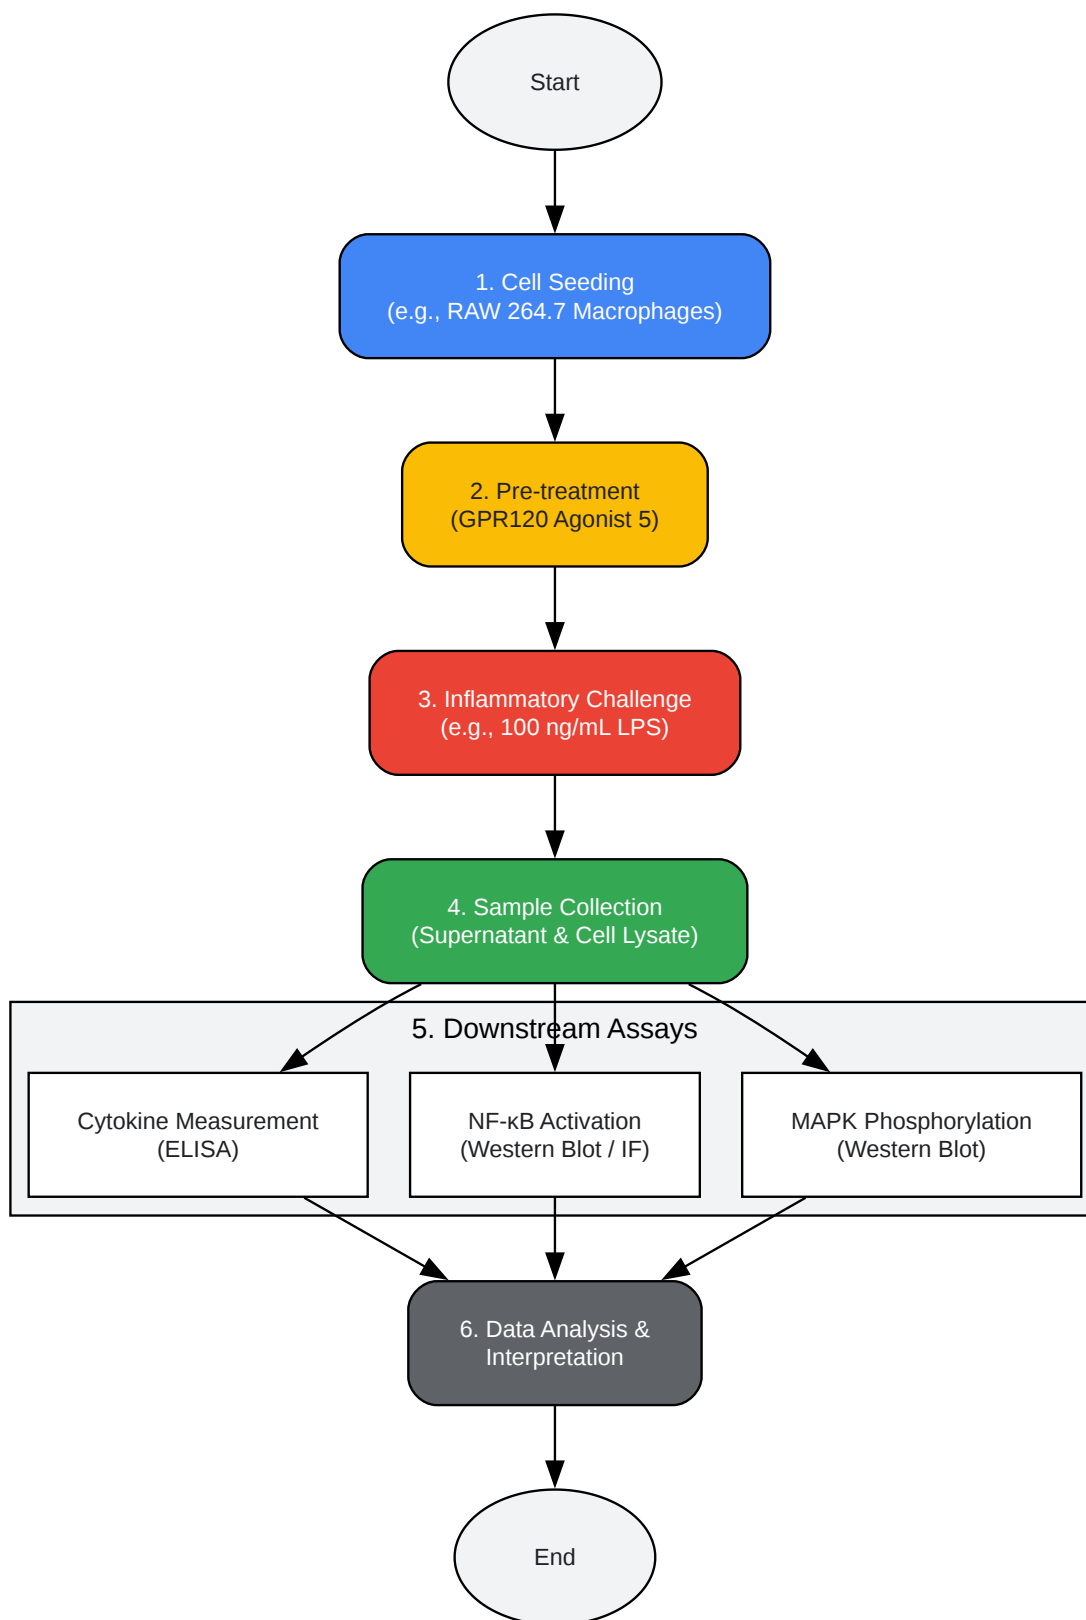 Start
1. Cell Seeding
(e.g., RAW 264.7 Macrophages)
2. Pre-treatment
(GPR120 Agonist 5)
3. Inflammatory Challenge
(e.g., 100 ng/mL LPS)
4. Sample Collection
(Supernatant & Cell Lysate)
5. Downstream Assays
Cytokine Measurement
(ELISA)
NF-κB Activation
(Western Blot / IF)
MAPK Phosphorylation
(Western Blot)
6. Data Analysis &
Interpretation
End